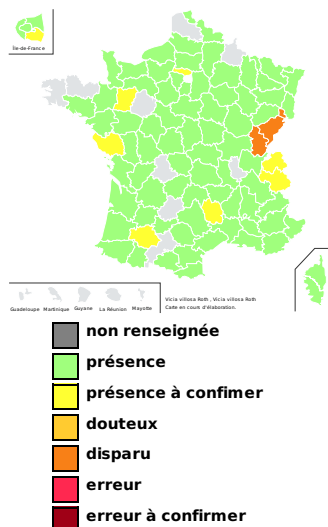 Île-de-France
Guadeloupe Martinique Guyane La Réunion Mayotte
Vicia villosa Roth , Vicia villosa Roth
Carte en cours d'élaboration.
non renseignée
présence
présence à confimer
douteux
disparu
erreur
erreur à confirmer